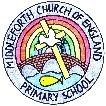 MIDDLEFORTH CHURCH OF ENGLAND
PRIMARY SCHOOL